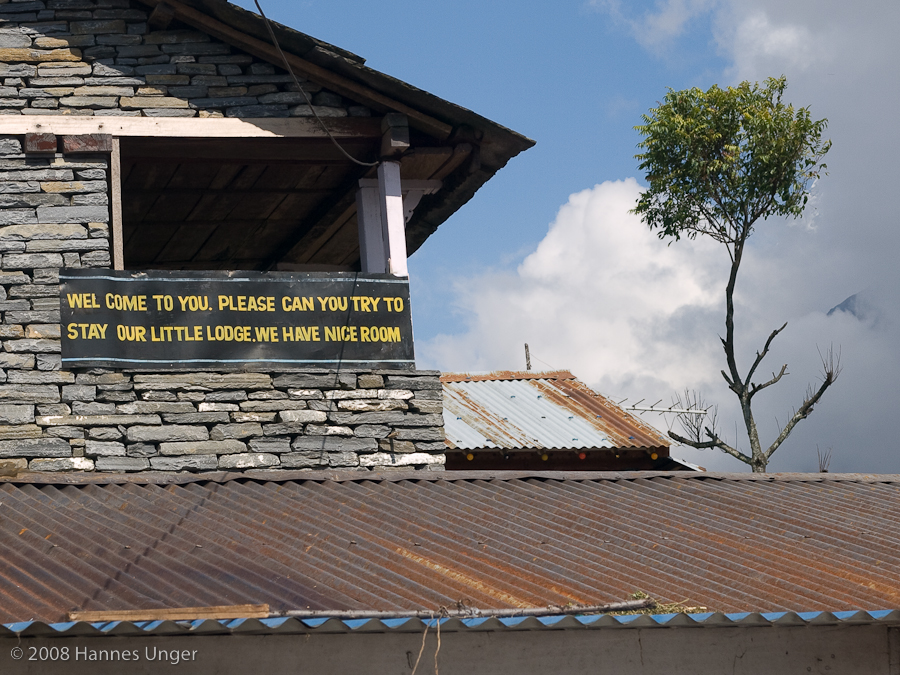 WEL COME TO YOU. PLEASE CAN YOU TRY TO
STAY OUR LITTLE LODGE. WE HAVE NICE ROOM
© 2008 Hannes Unger